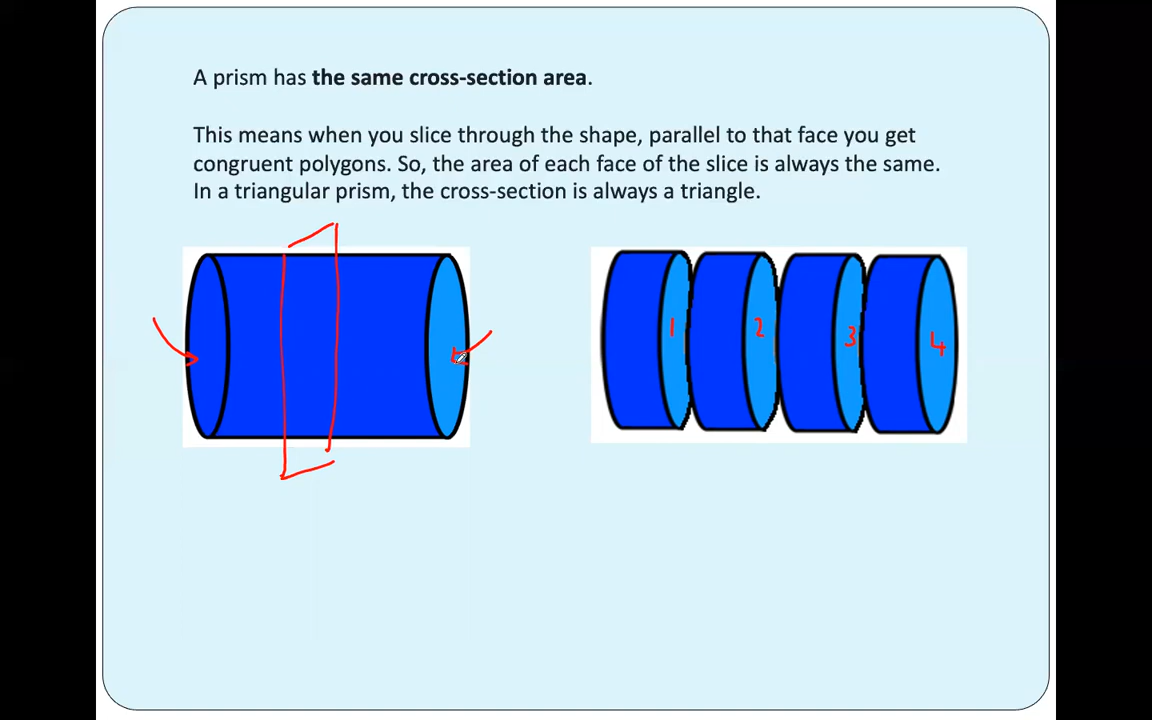 A prism has the same cross-section area.
This means when you slice through the shape, parallel to that face you get
congruent polygons. So, the area of each face of the slice is always the same.
In a triangular prism, the cross-section is always a triangle.
1 2 3 4